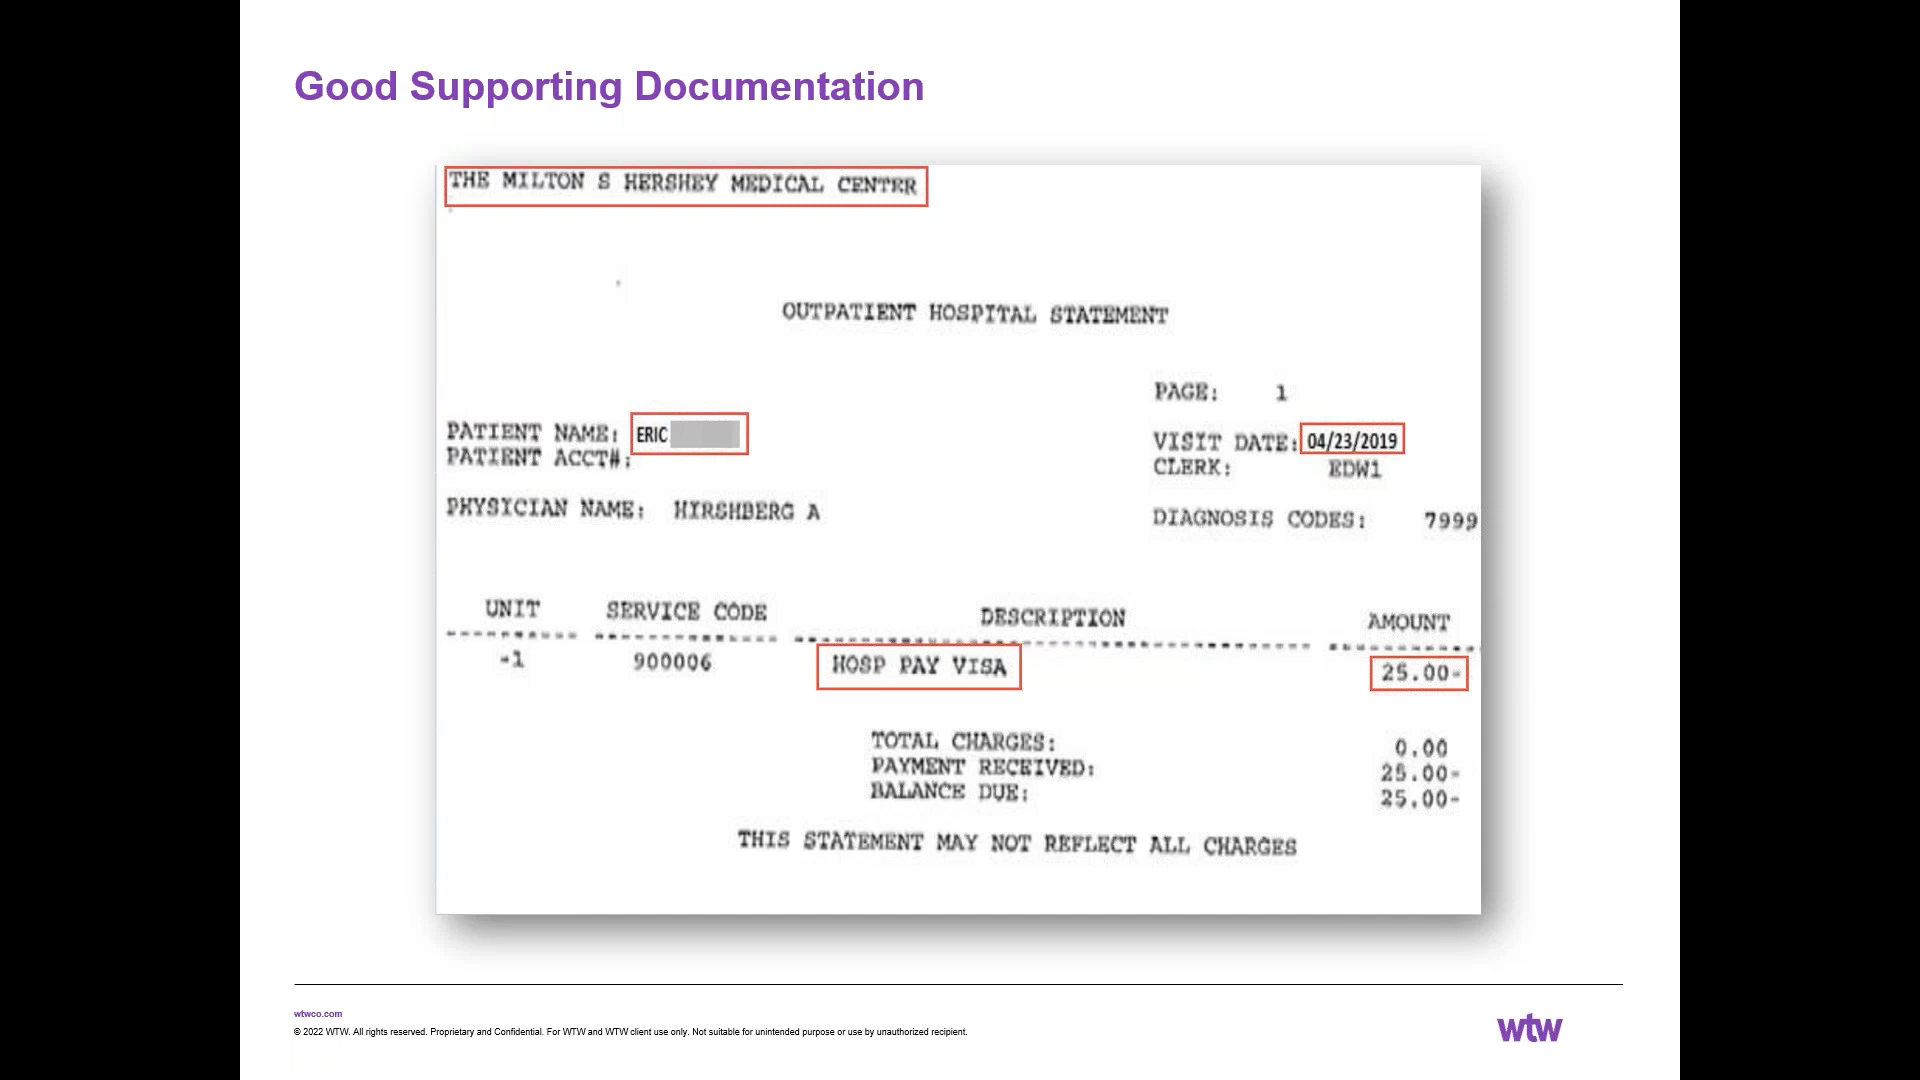 Good Supporting Documentation
THE MILTON S HERSHEY MEDICAL CENTER
OUTPATIENT HOSPITAL STATEMENT
PAGE: 1
PATIENT NAME: ERIC
VISIT DATE: 04/23/2019
PATIENT ACCT#:
CLERK: EDW1
PHYSICIAN NAME: HIRSHBERG A
DIAGNOSIS CODES: 7999
UNIT SERVICE CODE DESCRIPTION AMOUNT
-1 900006 HOSP PAY VISA 25.00-
TOTAL CHARGES: 0.00
PAYMENT RECEIVED: 25.00-
BALANCE DUE: 25.00-
THIS STATEMENT MAY NOT REFLECT ALL CHARGES
wtwco.com
© 2022 WTW. All rights reserved. Proprietary and Confidential. For WTW and WTW client use only. Not suitable for unintended purpose or use by unauthorized recipient.
wtw